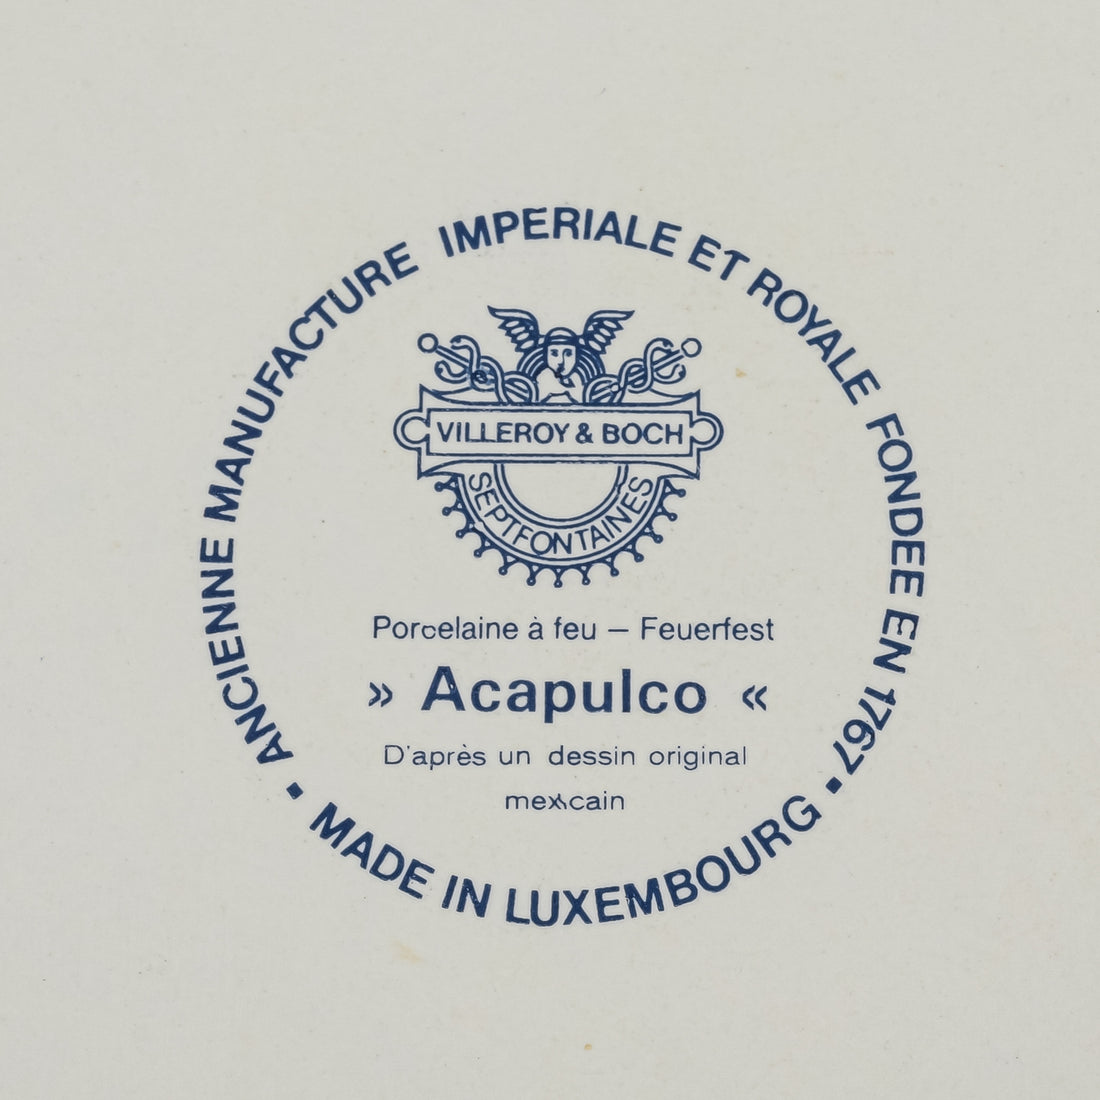 ANCIENNE MANUFACTURE IMPERIALE ET ROYALE FONDEE EN 1767
VILLEROY & BOCH
SEPTFONTAINES
Porcelaine à feu – Feuerfest
» Acapulco «
D'après un dessin original
mexicain
• MADE IN LUXEMBOURG •